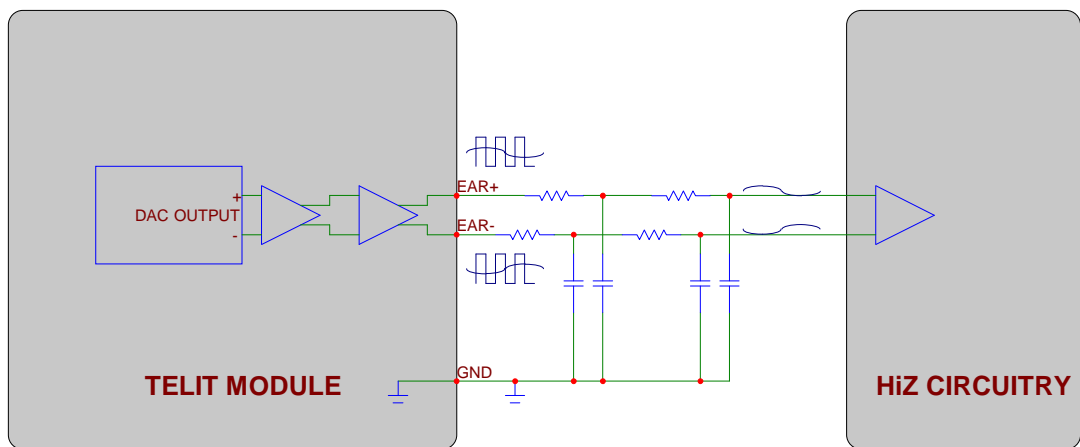 EAR+
+
DAC OUTPUT
-
EAR-
GND
TELIT MODULE
HiZ CIRCUITRY